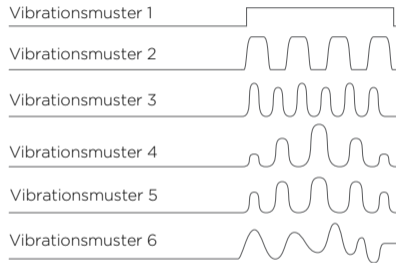 Vibrationsmuster 1
Vibrationsmuster 2
Vibrationsmuster 3
Vibrationsmuster 4
Vibrationsmuster 5
Vibrationsmuster 6